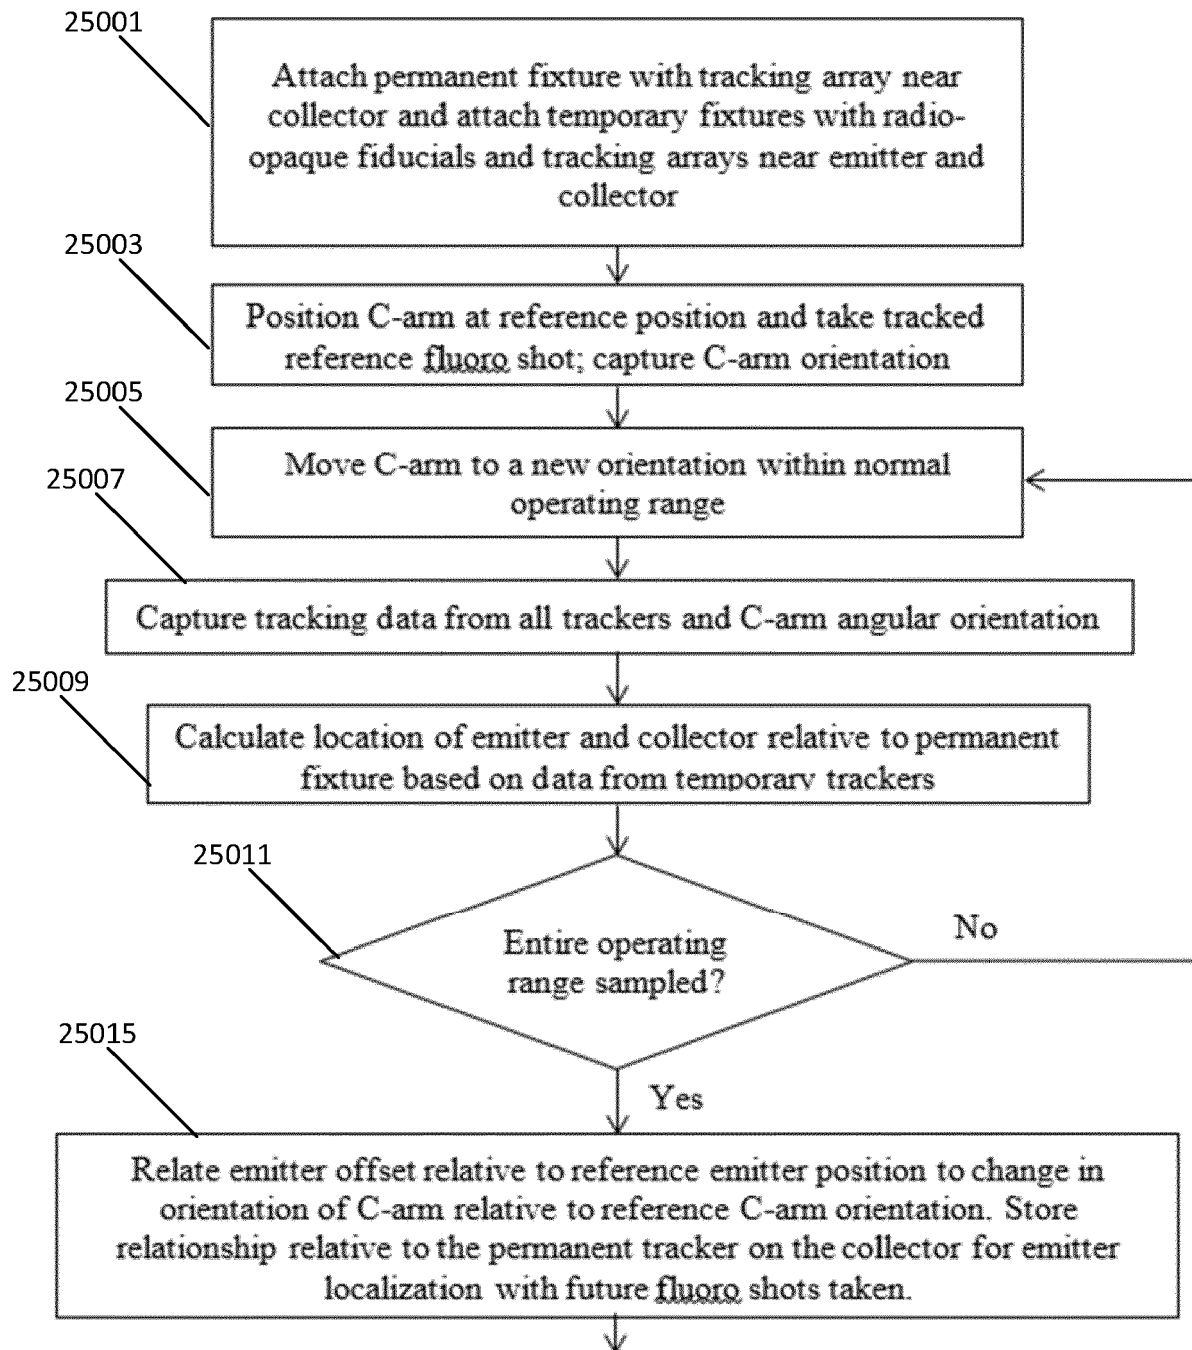 25001
Attach permanent fixture with tracking array near
collector and attach temporary fixtures with radio-
opaque fiducials and tracking arrays near emitter and
collector
25003
Position C-arm at reference position and take tracked
reference fluoro shot; capture C-arm orientation
25005
Move C-arm to a new orientation within normal
operating range
25007
Capture tracking data from all trackers and C-arm angular orientation
25009
Calculate location of emitter and collector relative to permanent
fixture based on data from temporary trackers
25011
Entire operating
range sampled?
No
Yes
25015
Relate emitter offset relative to reference emitter position to change in
orientation of C-arm relative to reference C-arm orientation. Store
relationship relative to the permanent tracker on the collector for emitter
localization with future fluoro shots taken.